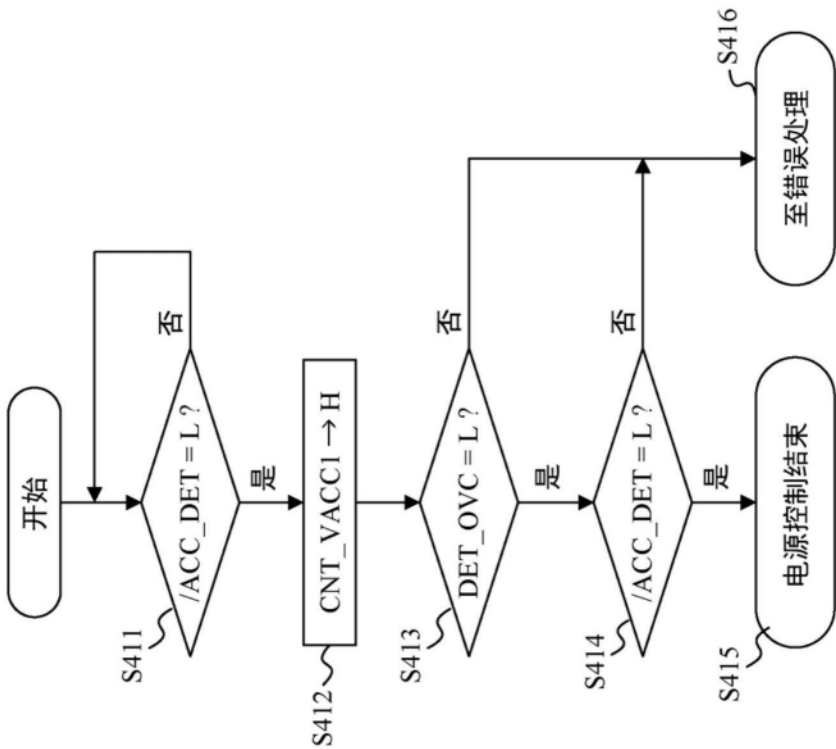 开始
S411
/ACC_DET = L ?
否
是
S412
CNT_VACC1 → H
S413
DET_OVC = L ?
否
是
S414
/ACC_DET = L ?
否
是
S415
电源控制结束
S416
至错误处理